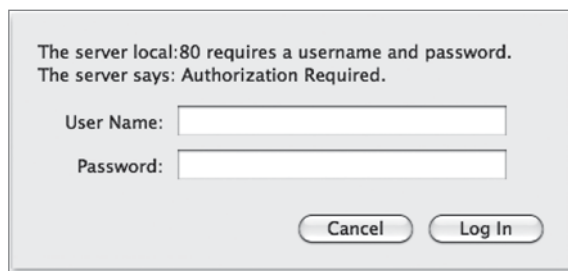 The server local:80 requires a username and password.
The server says: Authorization Required.
User Name:
Password:
Cancel Log In